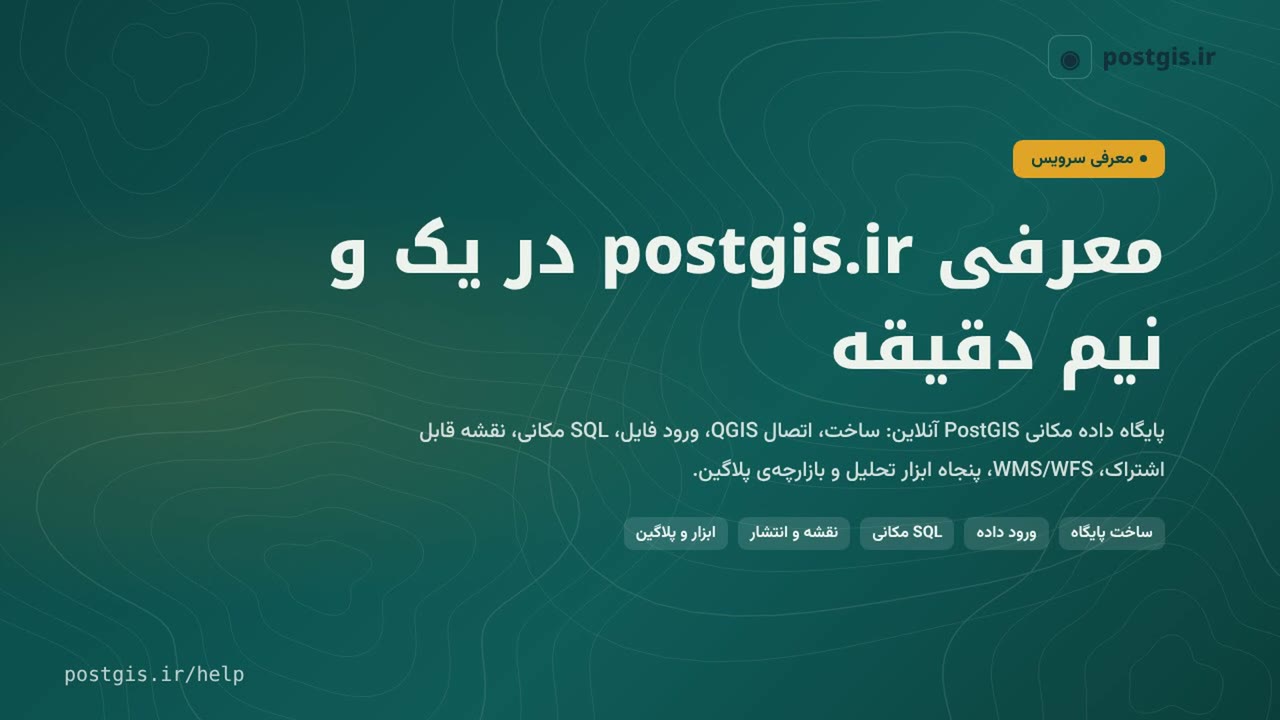 postgis.ir
معرفی سرویس
معرفی postgis.ir در یک و
نیم دقیقه
پایگاه داده مکانی PostGIS آنلاین: ساخت، اتصال QGIS، ورود فایل، SQL مکانی، نقشه قابل
اشتراک، WMS/WFS، پنجاه ابزار تحلیل و بازارچه‌ی پلاگین.
ساخت پایگاه
ورود داده
SQL مکانی
نقشه و انتشار
ابزار و پلاگین
postgis.ir/help